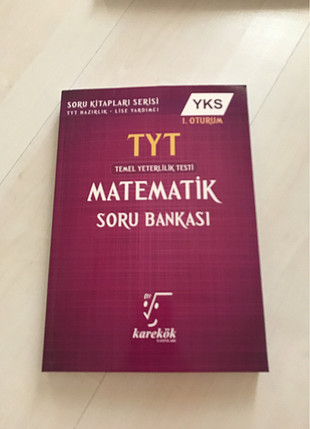 SORU KİTAPLARI SERİSİ
TYT HAZIRLIK - LİSE YARDIMCI
YKS
1. OTURUM
TYT
TEMEL YETERLİLİK TESTİ
MATEMATİK
SORU BANKASI
karekök